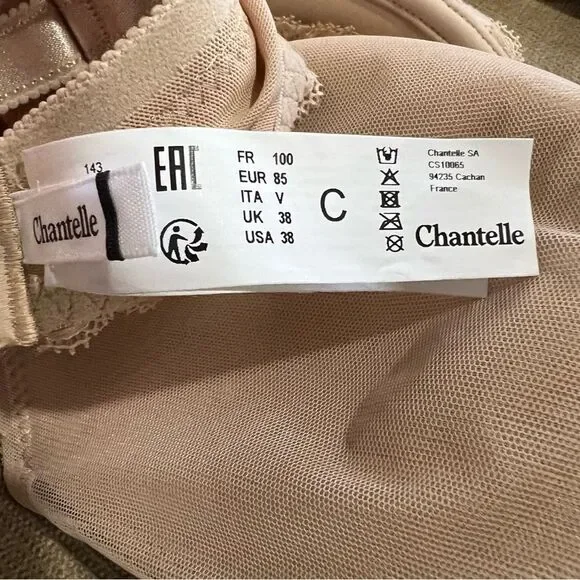 143
Chantelle
EAC
FR 100
EUR 85
ITA V
UK 38
USA 38
C
Chantelle SA
CS10065
94235 Cachan
France
Chantelle